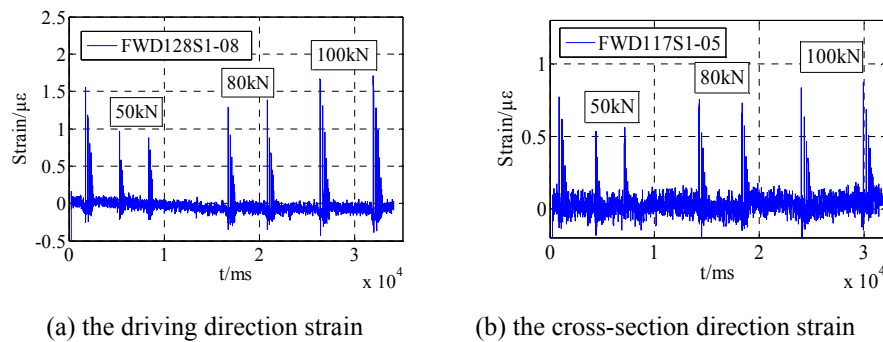 2.5
2
1.5
1
0.5
0
-0.5
Strain/με
FWD128S1-08
50kN
80kN
100kN
0
1
2
3
t/ms
x 10⁴
(a) the driving direction strain
1
0.5
0
Strain/με
FWD117S1-05
50kN
80kN
100kN
0
1
2
3
t/ms
x 10⁴
(b) the cross-section direction strain